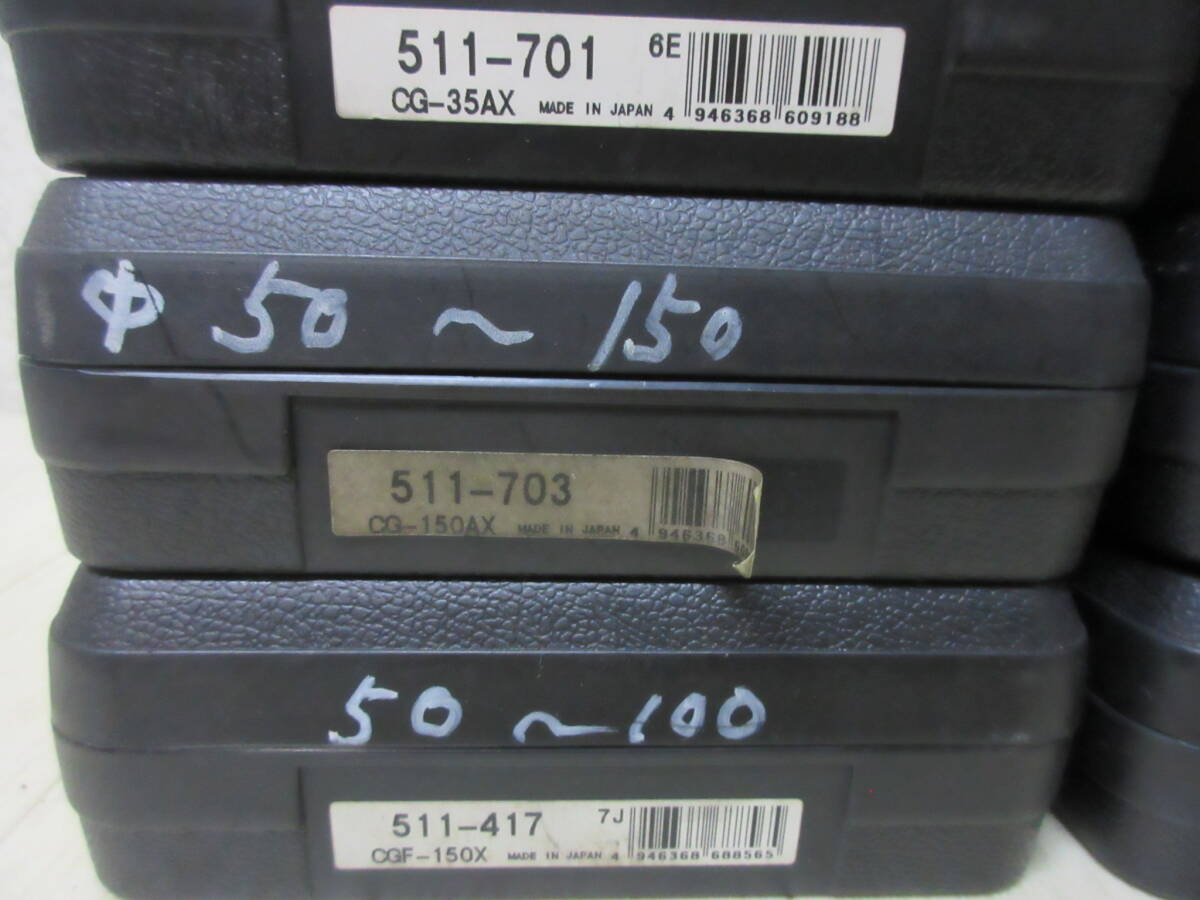 511-701 6E
CG-35AX MADE IN JAPAN 4 946368 609188
Φ 50 ~ 150
511-703
CG-150AX MADE IN JAPAN 4 946368
50 ~ 100
511-417 7J
CGF-150X MADE IN JAPAN 4 946368 688565